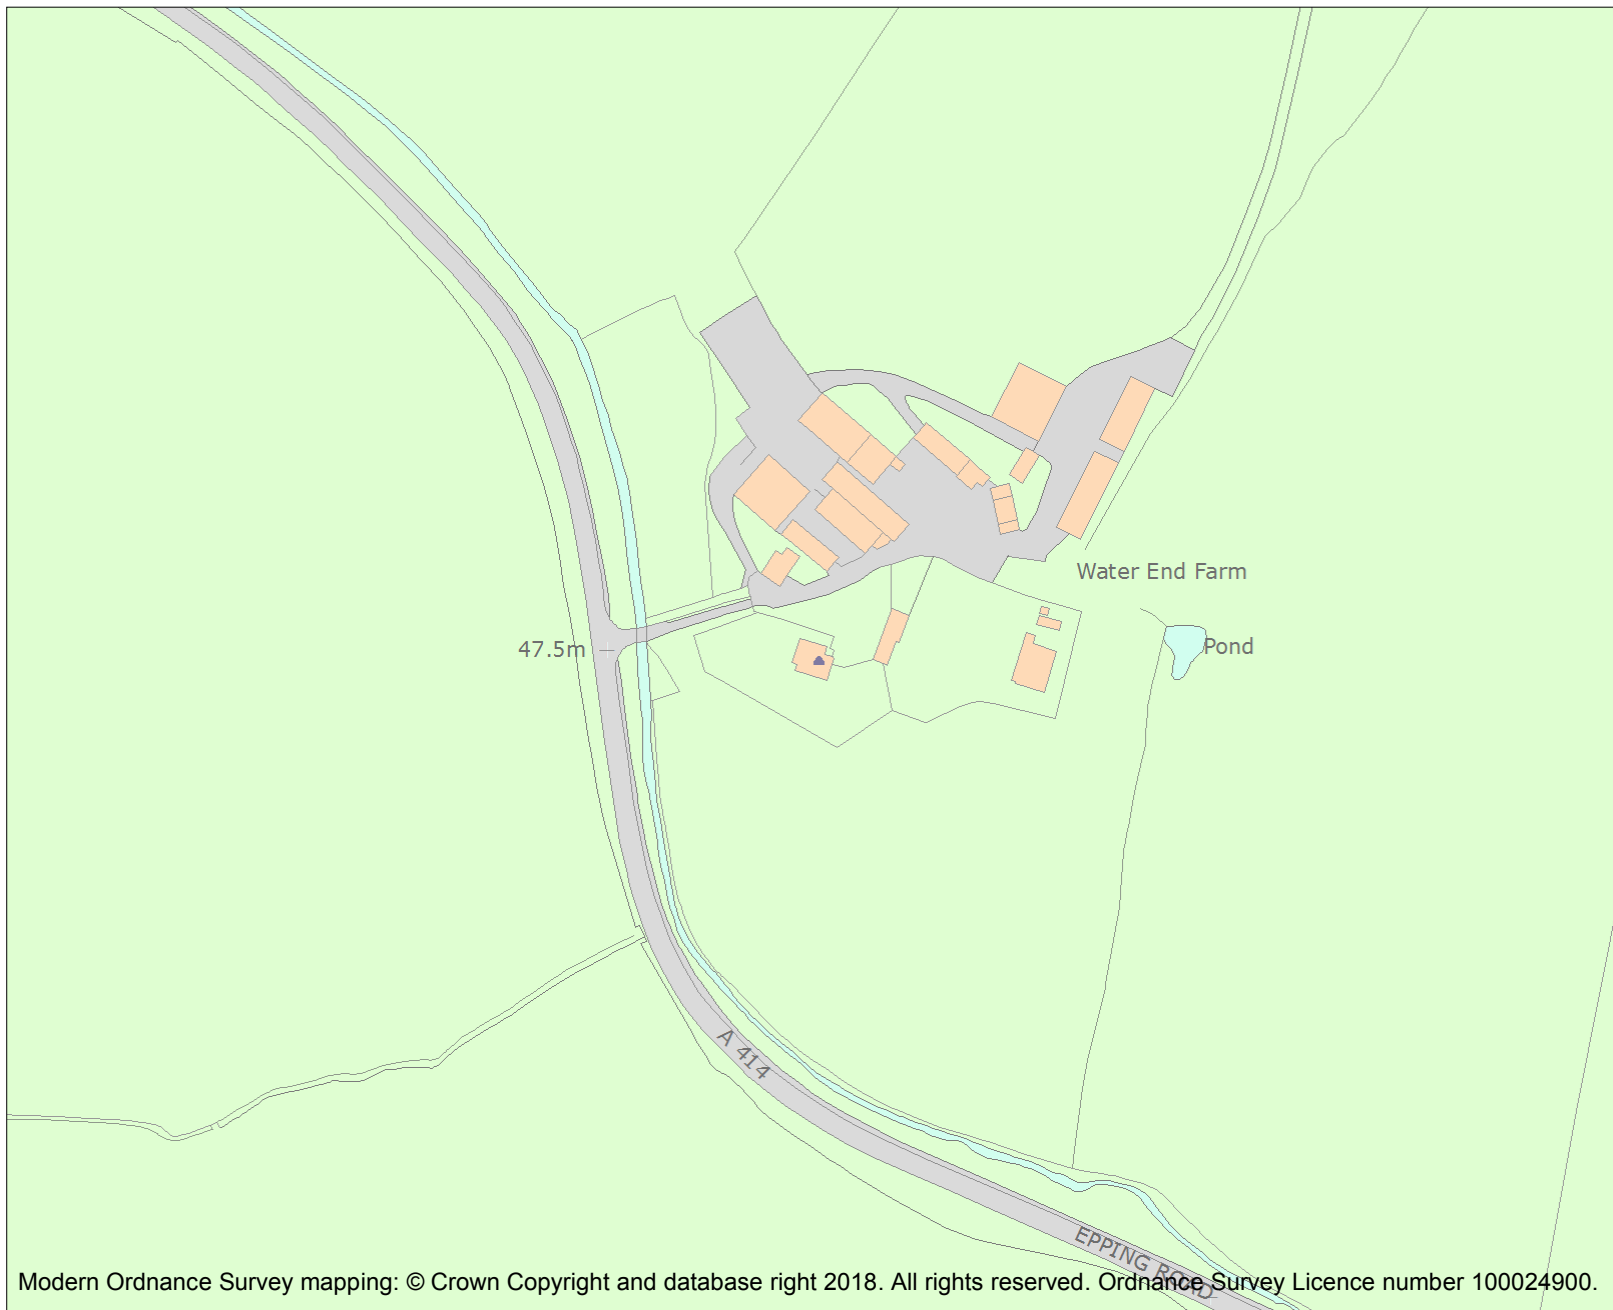 Water End Farm
47.5m
Pond
A 414
EPPING ROAD
Modern Ordnance Survey mapping: © Crown Copyright and database right 2018. All rights reserved. Ordnance Survey Licence number 100024900.